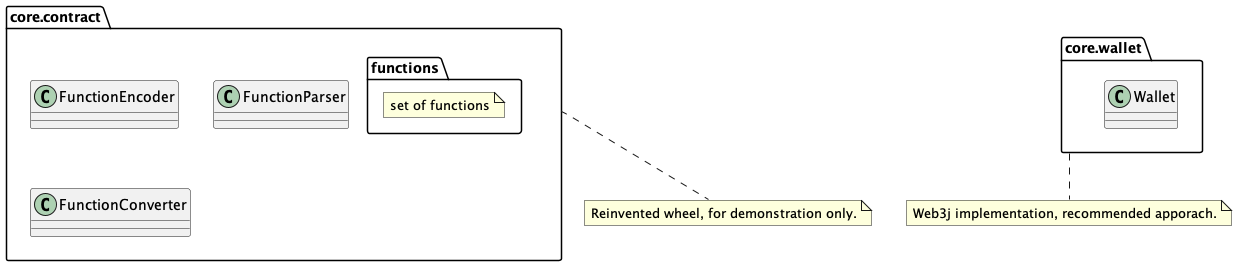 core.contract
core.wallet
functions
C FunctionEncoder
C FunctionParser
set of functions
C Wallet
C FunctionConverter
Reinvented wheel, for demonstration only.
Web3j implementation, recommended apporach.